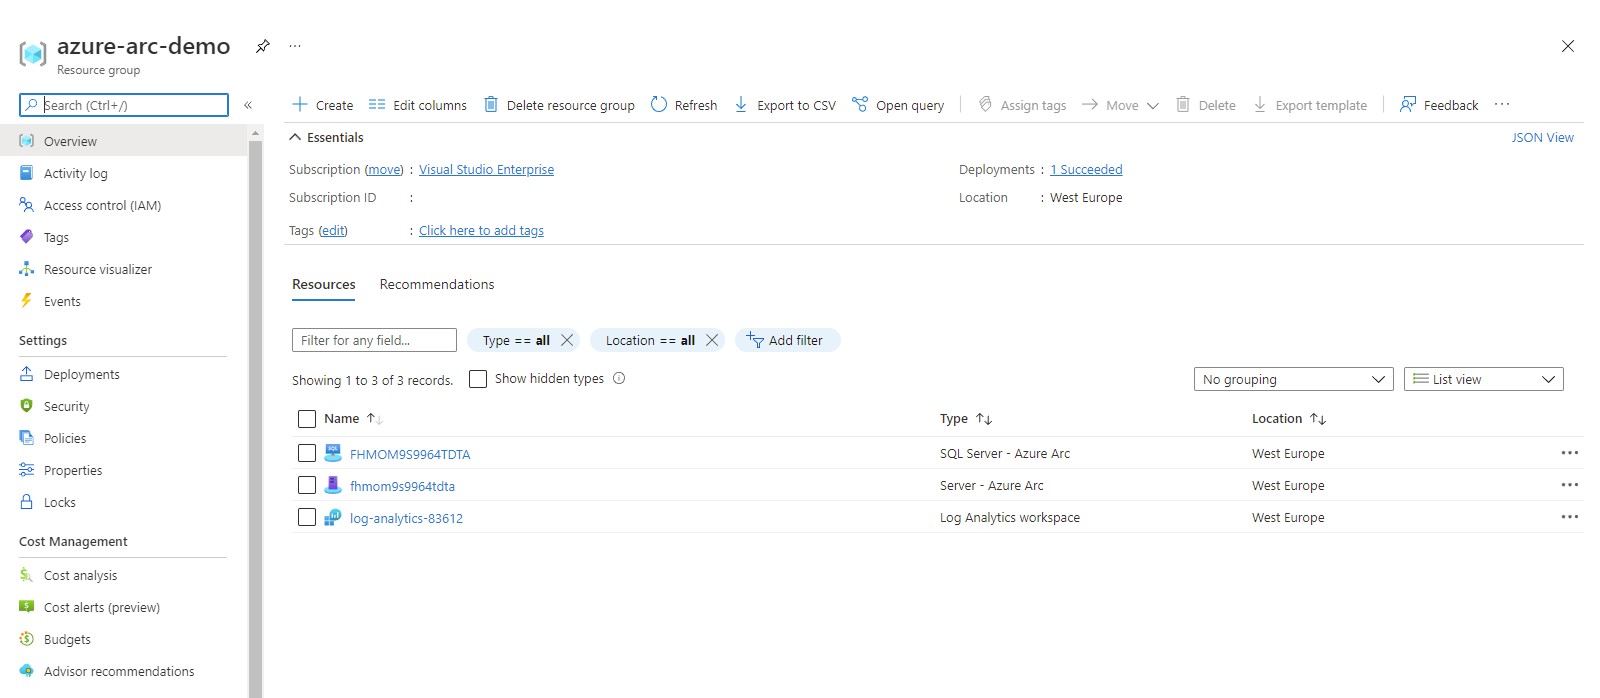 azure-arc-demo
Resource group
Search (Ctrl+/)
Overview
Activity log
Access control (IAM)
Tags
Resource visualizer
Events
Settings
Deployments
Security
Policies
Properties
Locks
Cost Management
Cost analysis
Cost alerts (preview)
Budgets
Advisor recommendations
Create Edit columns Delete resource group Refresh Export to CSV Open query Assign tags Move Delete Export template Feedback
Essentials JSON View
Subscription (move) : Visual Studio Enterprise Deployments : 1 Succeeded
Subscription ID : Location : West Europe
Tags (edit) : Click here to add tags
Resources Recommendations
Filter for any field... Type == all Location == all Add filter
Showing 1 to 3 of 3 records. Show hidden types No grouping List view
Name Type Location
FHMOM9S9964TDTA SQL Server - Azure Arc West Europe
fhmom9s9964tdta Server - Azure Arc West Europe
log-analytics-83612 Log Analytics workspace West Europe